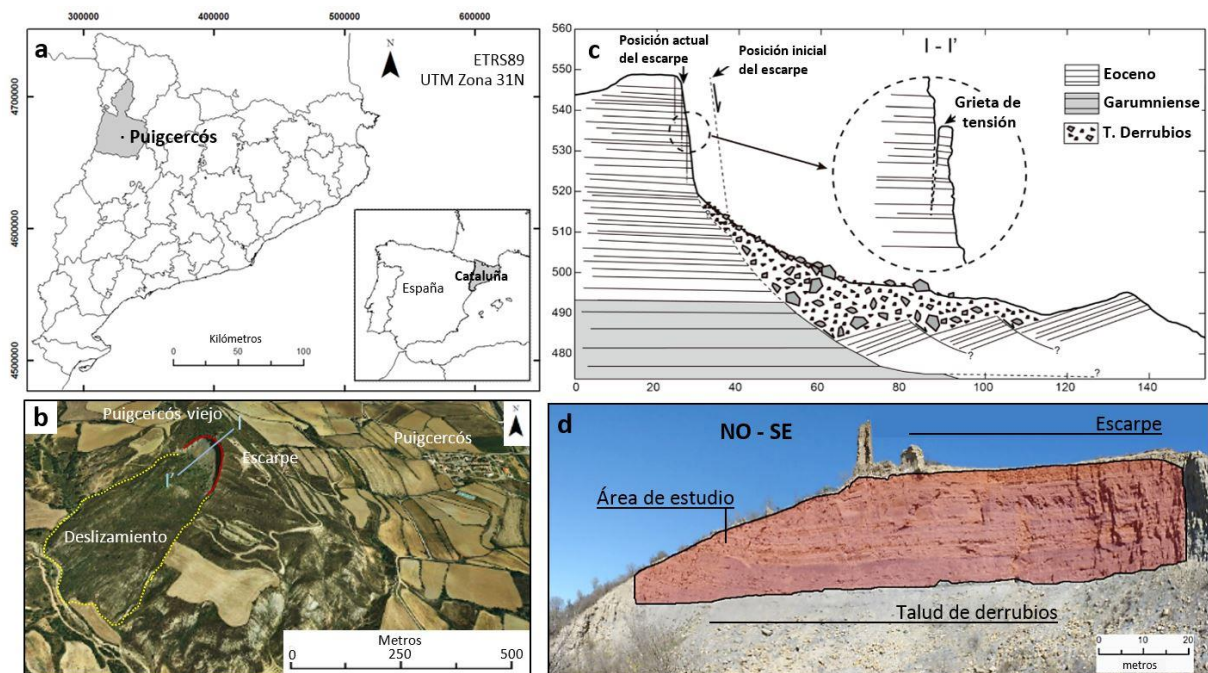 300000 400000 500000 600000
a
N
ETRS89
UTM Zona 31N
4700000
4600000
4500000
Puigcercós
Kilómetros
0 25 50 100
España
Cataluña
b
Puigcercós viejo
I
I'
Escarpe
Puigcercós
N
Deslizamiento
Metros
0 250 500
c
Posición actual
del escarpe
Posición inicial
del escarpe
I - I'
Grieta de
tensión
Eoceno
Garumniense
T. Derrubios
560
550
540
530
520
510
500
490
480
?
?
?
0 20 40 60 80 100 120 140
d
NO - SE
Escarpe
Área de estudio
Talud de derrubios
0 10 20
metros